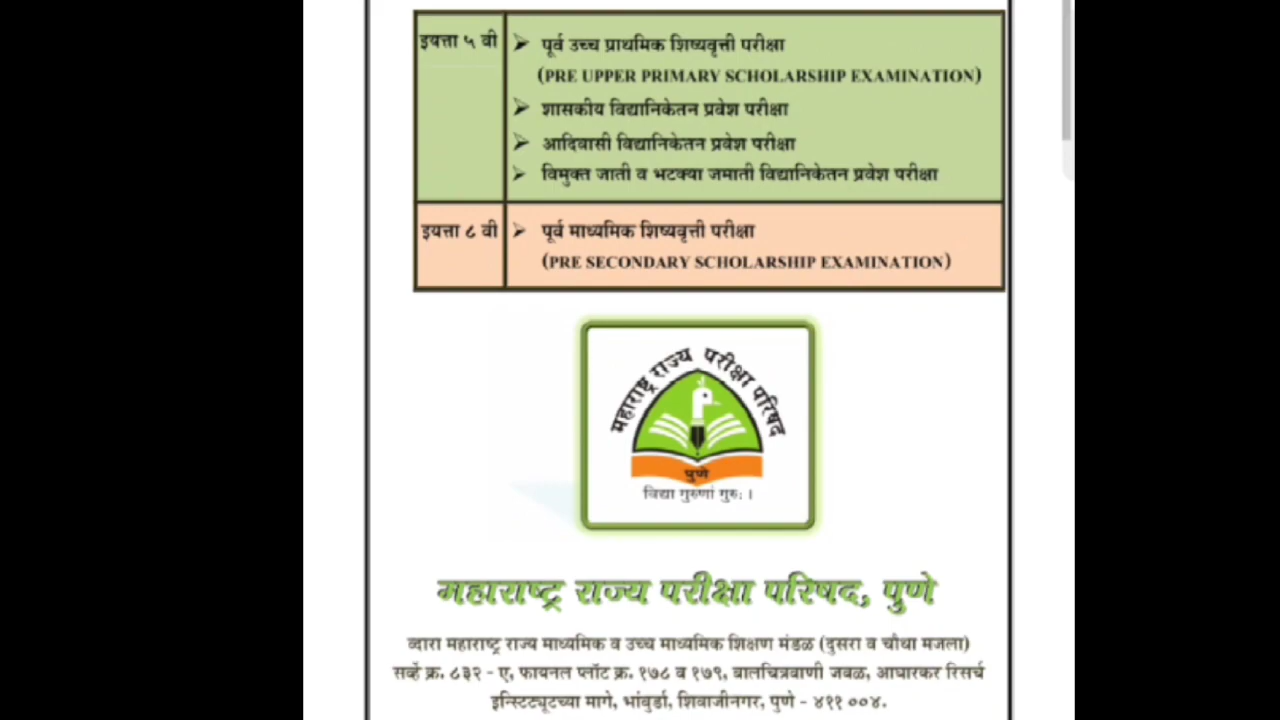 इयत्ता ५ वी
➢ पूर्व उच्च प्राथमिक शिष्यवृत्ती परीक्षा
(PRE UPPER PRIMARY SCHOLARSHIP EXAMINATION)
➢ शासकीय विद्यानिकेतन प्रवेश परीक्षा
➢ आदिवासी विद्यानिकेतन प्रवेश परीक्षा
➢ विमुक्त जाती व भटक्या जमाती विद्यानिकेतन प्रवेश परीक्षा
इयत्ता ८ वी
➢ पूर्व माध्यमिक शिष्यवृत्ती परीक्षा
(PRE SECONDARY SCHOLARSHIP EXAMINATION)
महाराष्ट्र राज्य परीक्षा परिषद
पुणे
विद्या गुरुणां गुरुः ।
महाराष्ट्र राज्य परीक्षा परिषद, पुणे
व्दारा महाराष्ट्र राज्य माध्यमिक व उच्च माध्यमिक शिक्षण मंडळ (दुसरा व चौथा मजला)
सर्व्हे क्र. ८३२ - ए, फायनल प्लॉट क्र. १७८ व १७९, बालचित्रवाणी जवळ, आघारकर रिसर्च
इन्स्टिट्युटच्या मागे, भांबुर्डा, शिवाजीनगर, पुणे - ४११ ००४.